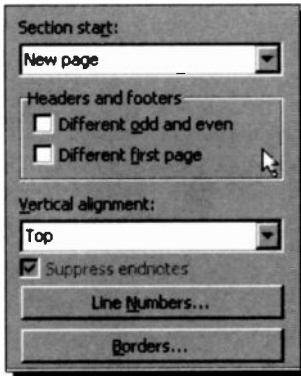 Section start:
New page
Headers and footers
Different odd and even
Different first page
Vertical alignment:
Top
Suppress endnotes
Line Numbers...
Borders...